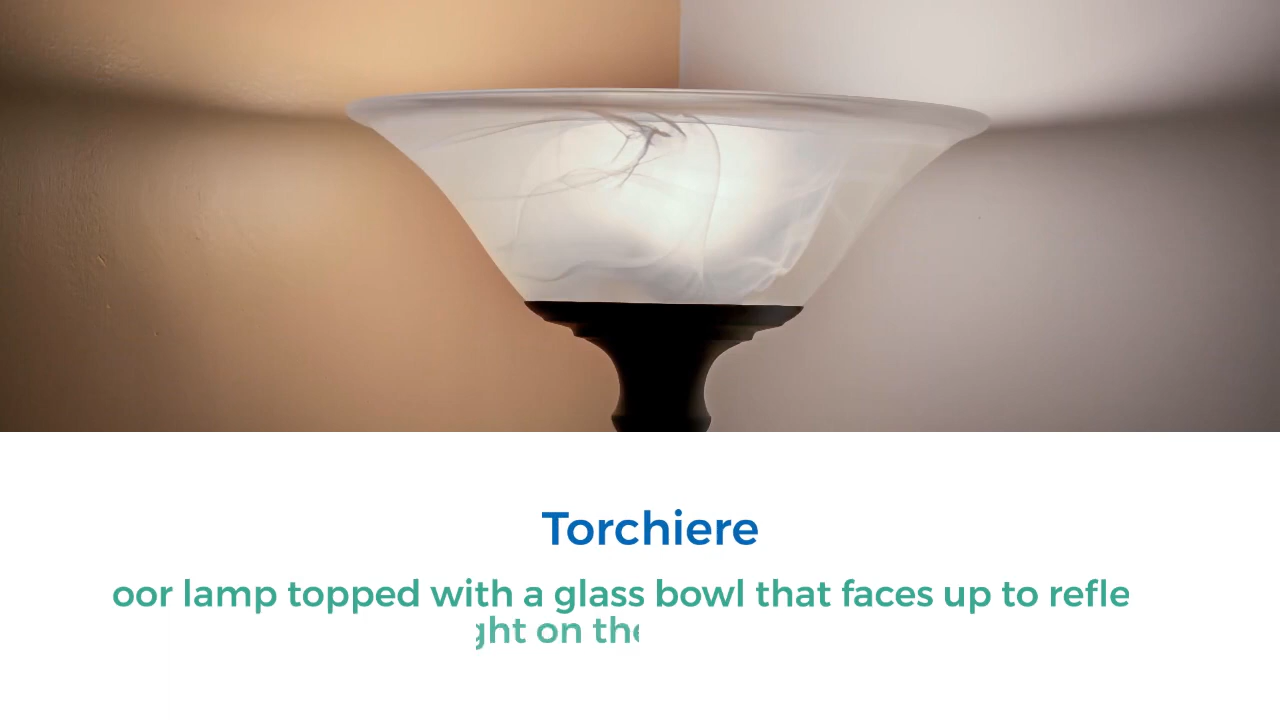 Torchiere
oor lamp topped with a glass bowl that faces up to refle
ght on the